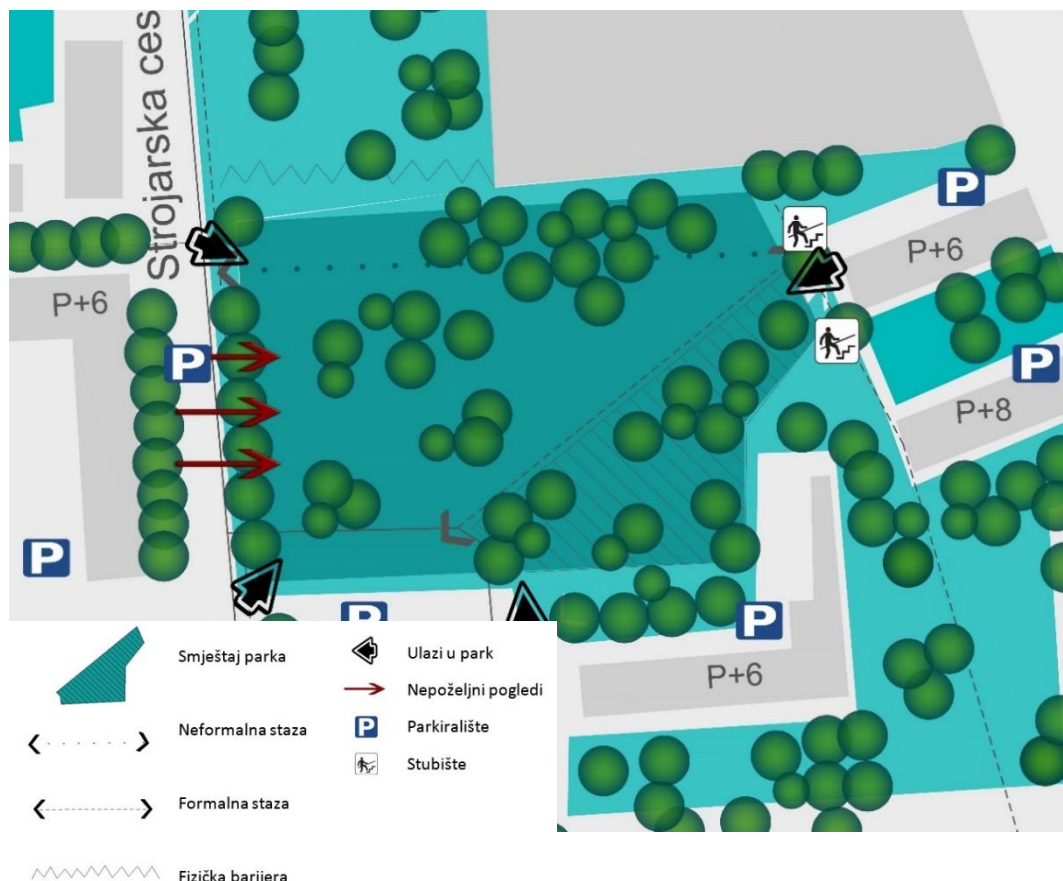 Strojarska ces
P
P+6
P+6
P
P+8
P
P
P
P
P+6
Smještaj parka
Neformalna staza
Formalna staza
Fizička barijera
Ulazi u park
Nepoželjni pogledi
P
Parkiralište
Stubište